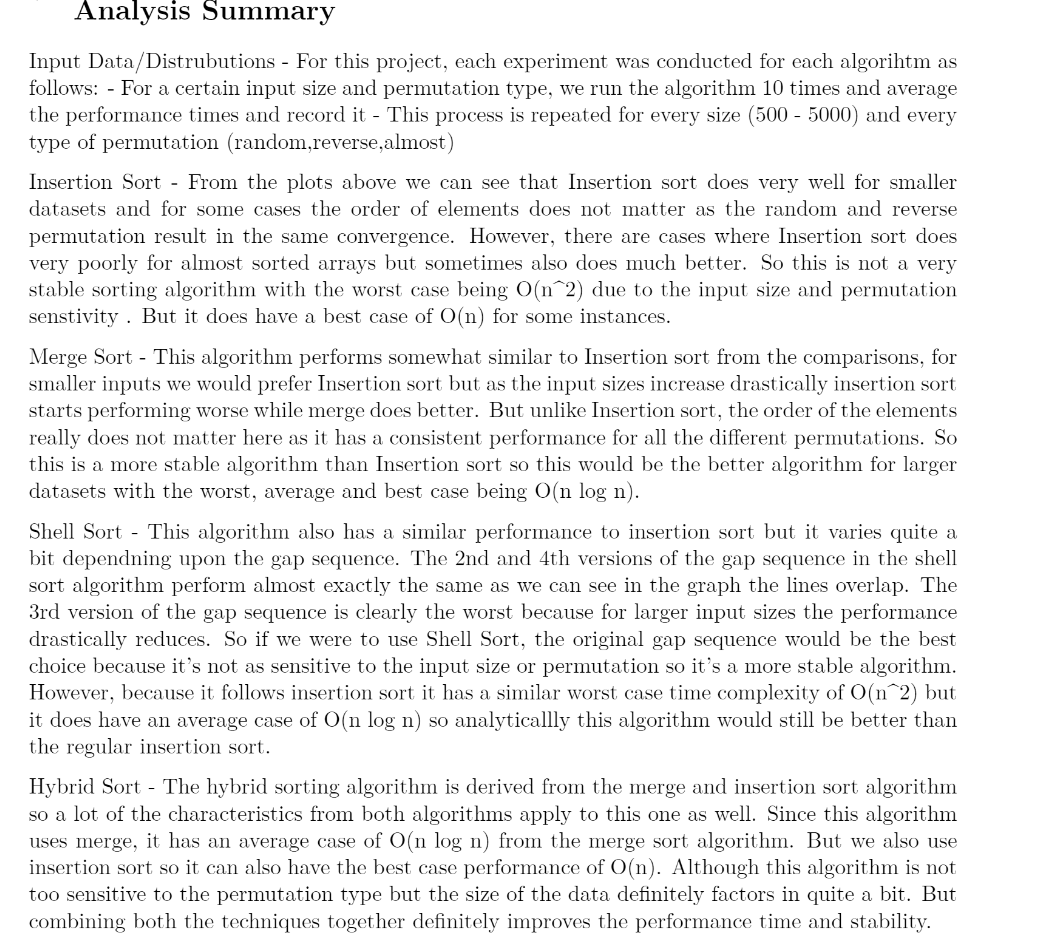 Analysis Summary
Input Data/Distrubutions - For this project, each experiment was conducted for each algorihtm as
follows: - For a certain input size and permutation type, we run the algorithm 10 times and average
the performance times and record it - This process is repeated for every size (500 - 5000) and every
type of permutation (random,reverse,almost)
Insertion Sort - From the plots above we can see that Insertion sort does very well for smaller
datasets and for some cases the order of elements does not matter as the random and reverse
permutation result in the same convergence. However, there are cases where Insertion sort does
very poorly for almost sorted arrays but sometimes also does much better. So this is not a very
stable sorting algorithm with the worst case being O(n^2) due to the input size and permutation
senstivity . But it does have a best case of O(n) for some instances.
Merge Sort - This algorithm performs somewhat similar to Insertion sort from the comparisons, for
smaller inputs we would prefer Insertion sort but as the input sizes increase drastically insertion sort
starts performing worse while merge does better. But unlike Insertion sort, the order of the elements
really does not matter here as it has a consistent performance for all the different permutations. So
this is a more stable algorithm than Insertion sort so this would be the better algorithm for larger
datasets with the worst, average and best case being O(n log n).
Shell Sort - This algorithm also has a similar performance to insertion sort but it varies quite a
bit dependning upon the gap sequence. The 2nd and 4th versions of the gap sequence in the shell
sort algorithm perform almost exactly the same as we can see in the graph the lines overlap. The
3rd version of the gap sequence is clearly the worst because for larger input sizes the performance
drastically reduces. So if we were to use Shell Sort, the original gap sequence would be the best
choice because it's not as sensitive to the input size or permutation so it's a more stable algorithm.
However, because it follows insertion sort it has a similar worst case time complexity of O(n^2) but
it does have an average case of O(n log n) so analyticallly this algorithm would still be better than
the regular insertion sort.
Hybrid Sort - The hybrid sorting algorithm is derived from the merge and insertion sort algorithm
so a lot of the characteristics from both algorithms apply to this one as well. Since this algorithm
uses merge, it has an average case of O(n log n) from the merge sort algorithm. But we also use
insertion sort so it can also have the best case performance of O(n). Although this algorithm is not
too sensitive to the permutation type but the size of the data definitely factors in quite a bit. But
combining both the techniques together definitely improves the performance time and stability.